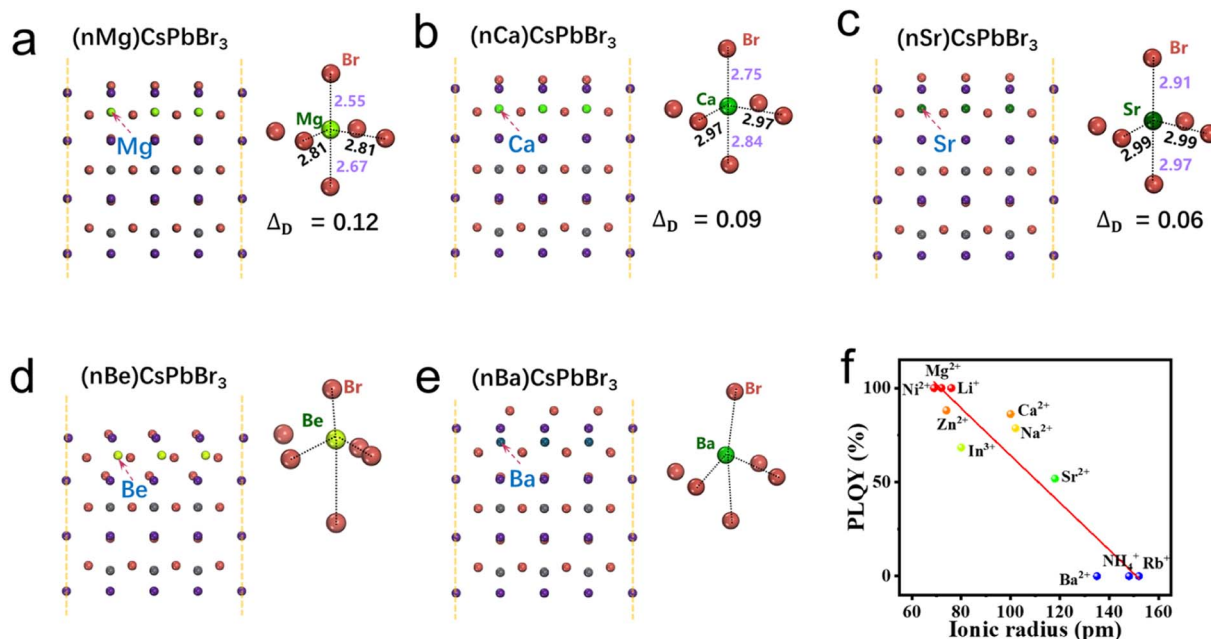 a
(nMg)CsPbBr₃
Br
2.55
Mg
2.81
2.81
2.67
Mg
Δ_D = 0.12
b
(nCa)CsPbBr₃
Br
2.75
Ca
2.97
2.97
2.84
Ca
Δ_D = 0.09
c
(nSr)CsPbBr₃
Br
2.91
Sr
2.99
2.99
2.97
Sr
Δ_D = 0.06
d
(nBe)CsPbBr₃
Br
Be
Be
e
(nBa)CsPbBr₃
Br
Ba
Ba
f
PLQY (%)
100
50
0
Mg²⁺
Ni²⁺
Li⁺
Zn²⁺
Ca²⁺
Na²⁺
In³⁺
Sr²⁺
NH₄⁺
Rb⁺
Ba²⁺
60 80 100 120 140 160
Ionic radius (pm)